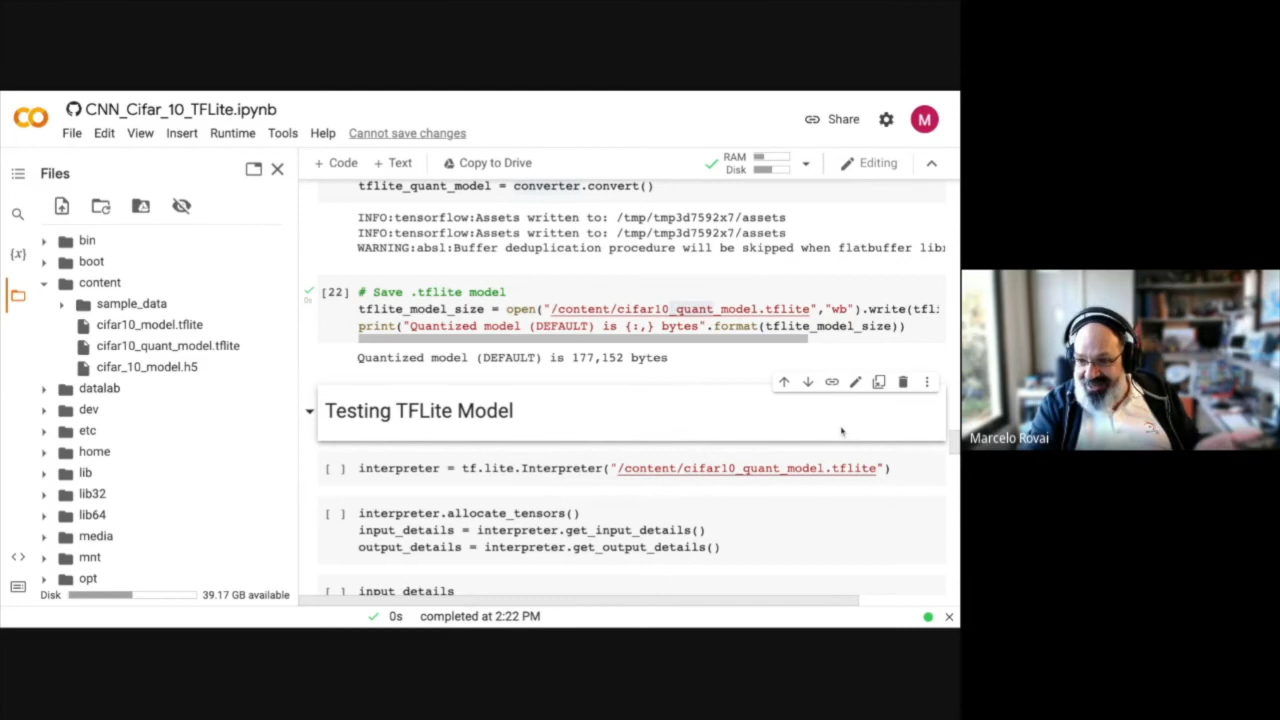 CNN_Cifar_10_TFLite.ipynb
File Edit View Insert Runtime Tools Help Cannot save changes
Share
M
Files
+ Code + Text Copy to Drive
RAM
Disk
Editing
{x}
bin
boot
content
sample_data
cifar10_model.tflite
cifar10_quant_model.tflite
cifar_10_model.h5
datalab
dev
etc
home
lib
lib32
lib64
media
mnt
opt
Disk 39.17 GB available
tflite_quant_model = converter.convert()
INFO:tensorflow:Assets written to: /tmp/tmp3d7592x7/assets
INFO:tensorflow:Assets written to: /tmp/tmp3d7592x7/assets
WARNING:absl:Buffer deduplication procedure will be skipped when flatbuffer
[22] # Save .tflite model
0s
tflite_model_size = open("/content/cifar10_quant_model.tflite","wb").write(
print("Quantized model (DEFAULT) is {:,} bytes".format(tflite_model_size))
Quantized model (DEFAULT) is 177,152 bytes
Testing TFLite Model
[ ] interpreter = tf.lite.Interpreter("/content/cifar10_quant_model.tflite")
[ ] interpreter.allocate_tensors()
input_details = interpreter.get_input_details()
output_details = interpreter.get_output_details()
[ ] input_details
0s completed at 2:22 PM
Marcelo Rovai